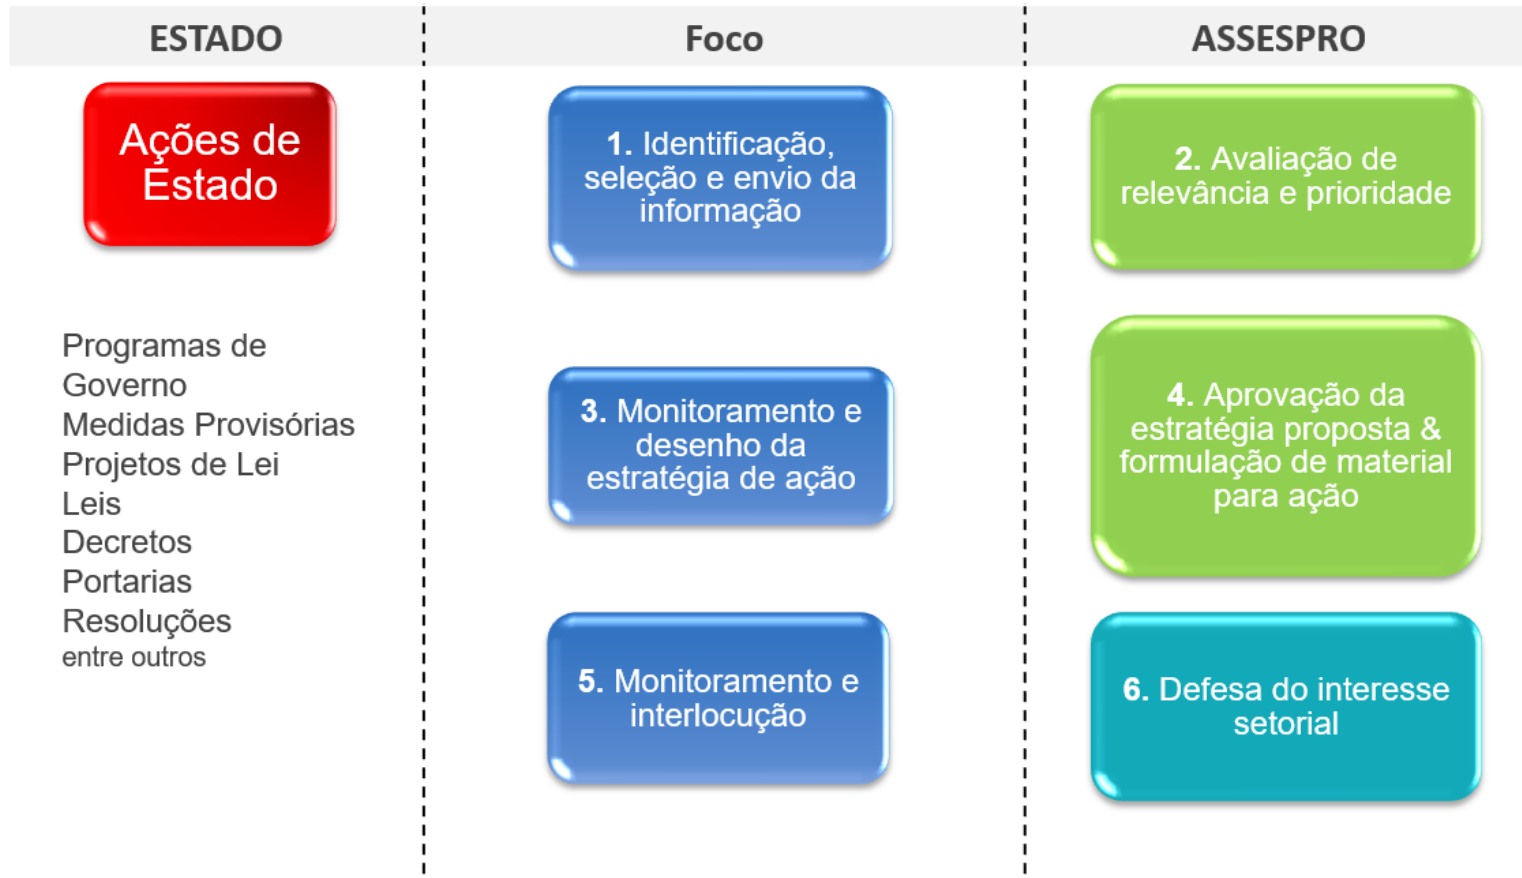 ESTADO
Foco
ASSESPRO
Ações de
Estado
Programas de
Governo
Medidas Provisórias
Projetos de Lei
Leis
Decretos
Portarias
Resoluções
entre outros
1. Identificação,
seleção e envio da
informação
2. Avaliação de
relevância e prioridade
3. Monitoramento e
desenho da
estratégia de ação
4. Aprovação da
estratégia proposta &
formulação de material
para ação
5. Monitoramento e
interlocução
6. Defesa do interesse
setorial